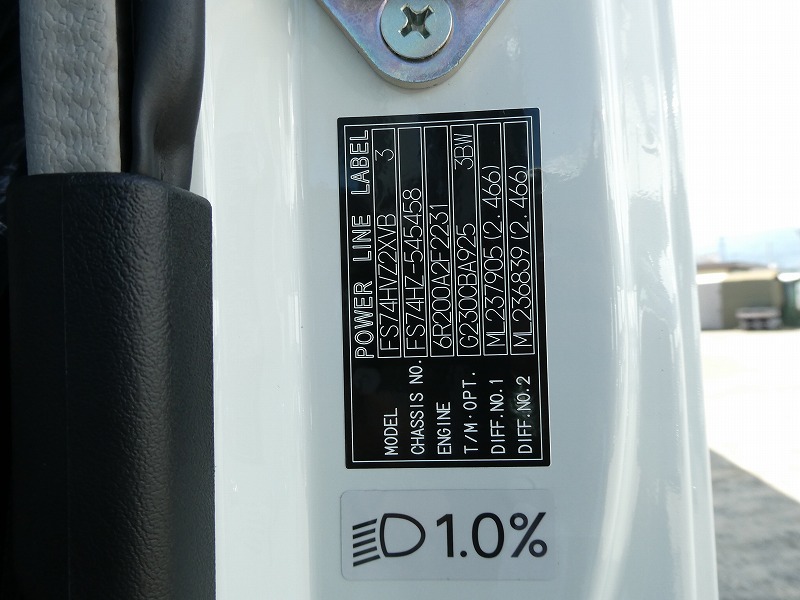 POWER LINE LABEL
MODEL FS74HVZ2XVB 3
CHASSIS NO. FS74HZ-545458
ENGINE 6R200A2F2231
T/M·OPT. G230CBA925 3BW
DIFF.NO.1 ML237905(2.466)
DIFF.NO.2 ML236839(2.466)
1.0%